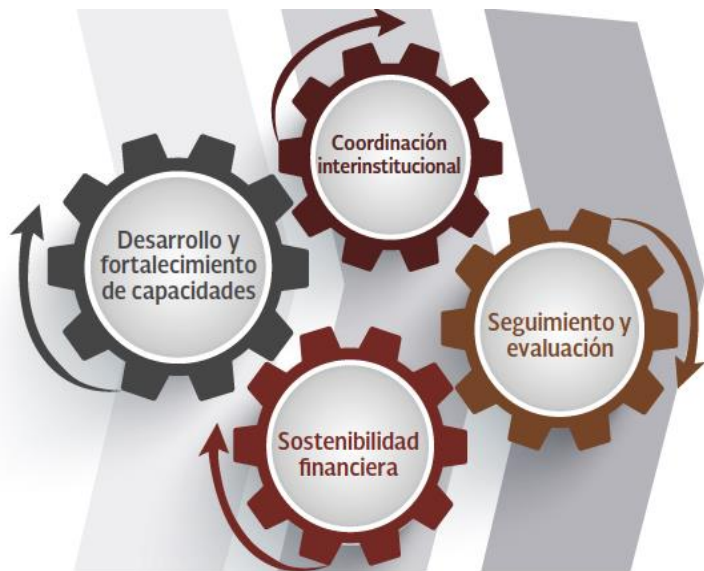 Coordinación
interinstitucional
Desarrollo y
fortalecimiento
de capacidades
Seguimiento y
evaluación
Sostenibilidad
financiera